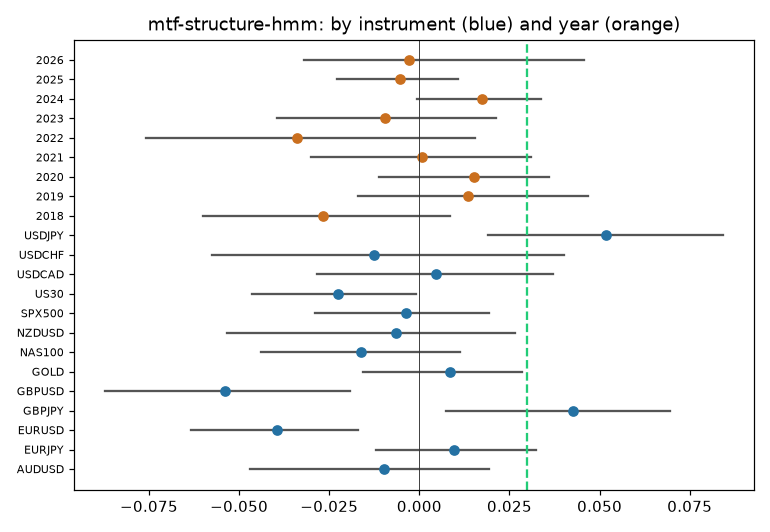 mtf-structure-hmm: by instrument (blue) and year (orange)
2026
2025
2024
2023
2022
2021
2020
2019
2018
USDJPY
USDCHF
USDCAD
US30
SPX500
NZDUSD
NAS100
GOLD
GBPUSD
GBPJPY
EURUSD
EURJPY
AUDUSD
−0.075 −0.050 −0.025 0.000 0.025 0.050 0.075